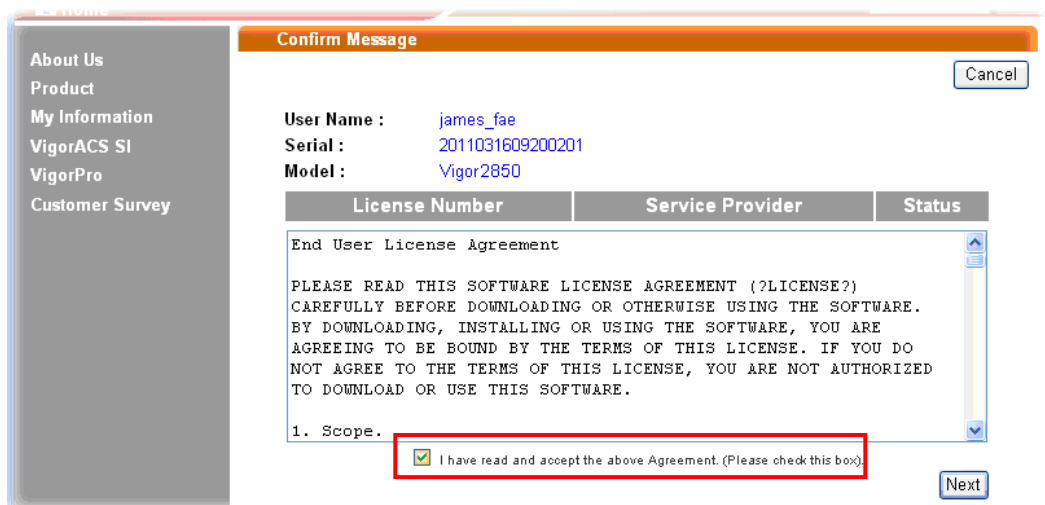 Home
About Us
Product
My Information
VigorACS SI
VigorPro
Customer Survey
Confirm Message
Cancel
User Name : james_fae
Serial : 2011031609200201
Model : Vigor2850
License Number Service Provider Status
End User License Agreement
PLEASE READ THIS SOFTWARE LICENSE AGREEMENT (?LICENSE?)
CAREFULLY BEFORE DOWNLOADING OR OTHERWISE USING THE SOFTWARE.
BY DOWNLOADING, INSTALLING OR USING THE SOFTWARE, YOU ARE
AGREEING TO BE BOUND BY THE TERMS OF THIS LICENSE. IF YOU DO
NOT AGREE TO THE TERMS OF THIS LICENSE, YOU ARE NOT AUTHORIZED
TO DOWNLOAD OR USE THIS SOFTWARE.
1. Scope.
I have read and accept the above Agreement. (Please check this box).
Next